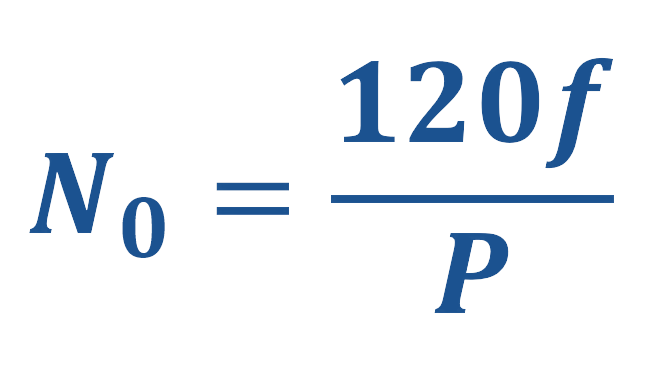 N₀ = 120f / P